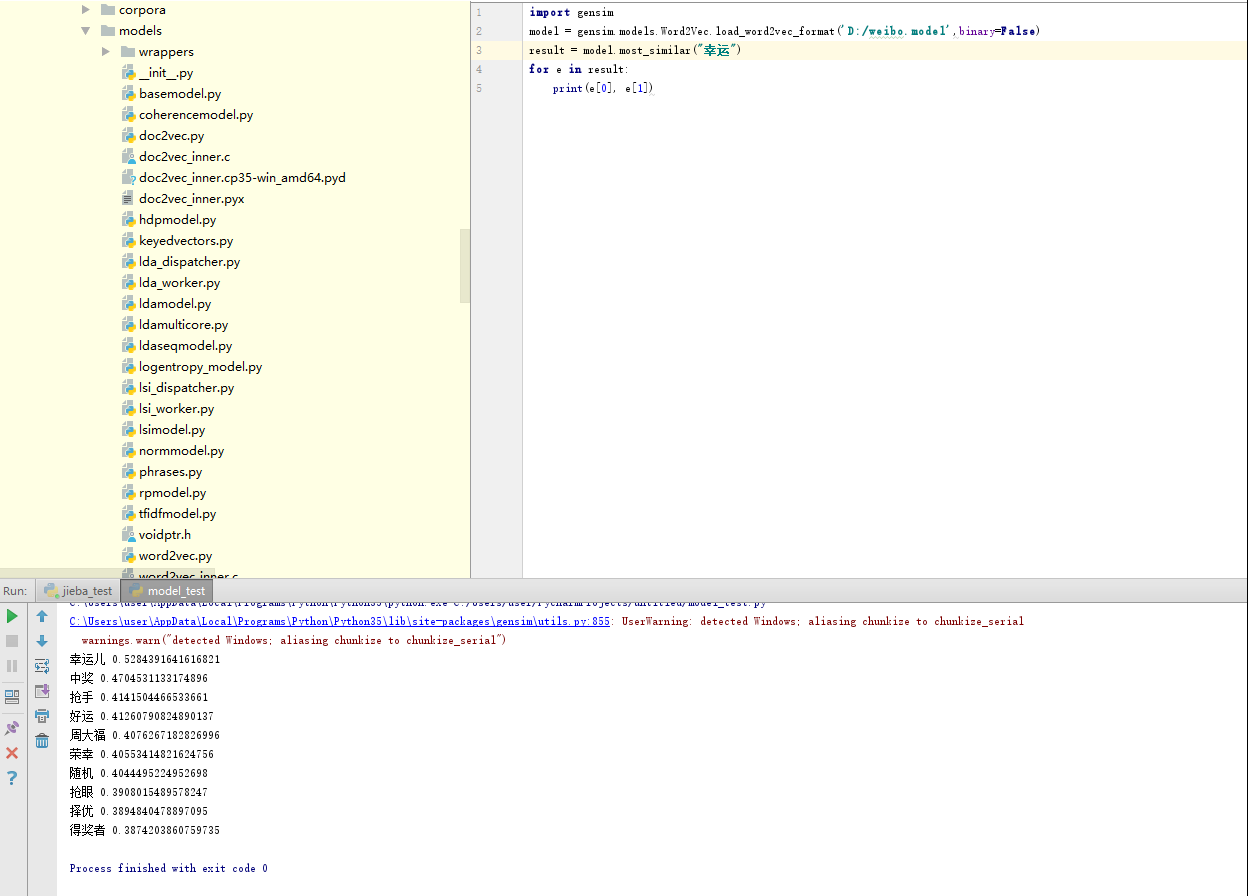 corpora
models
wrappers
__init__.py
basemodel.py
coherencemodel.py
doc2vec.py
doc2vec_inner.c
doc2vec_inner.cp35-win_amd64.pyd
doc2vec_inner.pyx
hdpmodel.py
keyedvectors.py
lda_dispatcher.py
lda_worker.py
ldamodel.py
ldamulticore.py
ldaseqmodel.py
logentropy_model.py
lsi_dispatcher.py
lsi_worker.py
lsimodel.py
normmodel.py
phrases.py
rpmodel.py
tfidfmodel.py
voidptr.h
word2vec.py
word2vec_inner.c
1 import gensim
2 model = gensim.models.Word2Vec.load_word2vec_format('D:/weibo.model',binary=False)
3 result = model.most_similar("幸运")
4 for e in result:
5 print(e[0], e[1])
Run: jieba_test model_test
C:\Users\user\AppData\Local\Programs\Python\Python35\python.exe C:/Users/user/PycharmProjects/untitled/model_test.py
C:\Users\user\AppData\Local\Programs\Python\Python35\lib\site-packages\gensim\utils.py:855: UserWarning: detected Windows; aliasing chunkize to chunkize_serial
warnings.warn("detected Windows; aliasing chunkize to chunkize_serial")
幸运儿 0.5284391641616821
中奖 0.4704531133174896
抢手 0.4141504466533661
好运 0.41260790824890137
周大福 0.4076267182826996
荣幸 0.40553414821624756
随机 0.4044495224952698
抢眼 0.3908015489578247
择优 0.3894840478897095
得奖者 0.3874203860759735
Process finished with exit code 0